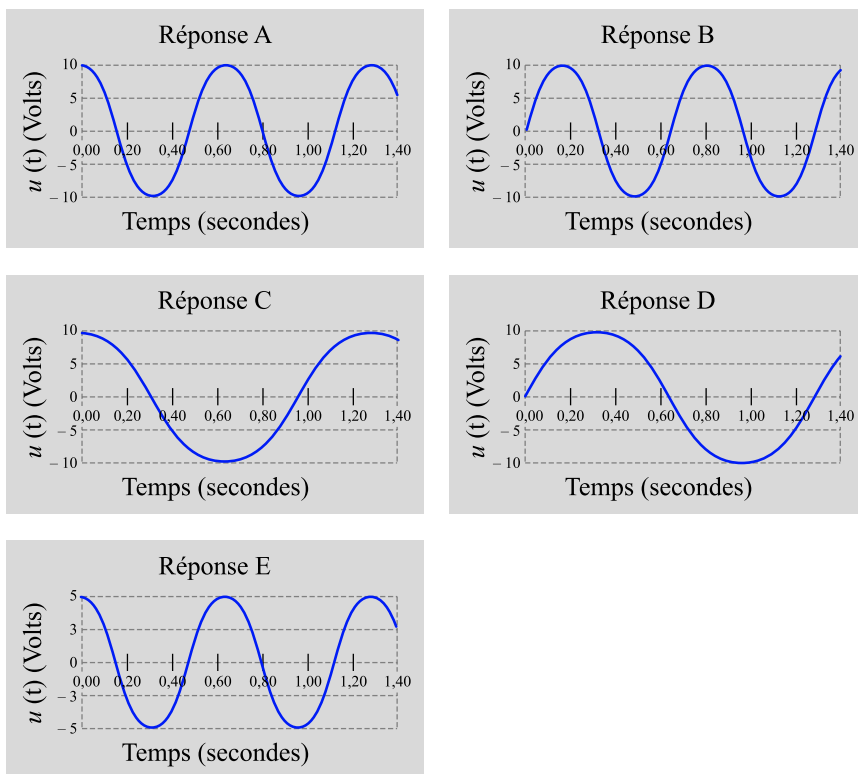 Réponse A
10
5
0
– 5
– 10
u (t) (Volts)
0,00 0,20 0,40 0,60 0,80 1,00 1,20 1,40
Temps (secondes)
Réponse B
10
5
0
– 5
– 10
u (t) (Volts)
0,00 0,20 0,40 0,60 0,80 1,00 1,20 1,40
Temps (secondes)
Réponse C
10
5
0
– 5
– 10
u (t) (Volts)
0,00 0,20 0,40 0,60 0,80 1,00 1,20 1,40
Temps (secondes)
Réponse D
10
5
0
– 5
– 10
u (t) (Volts)
0,00 0,20 0,40 0,60 0,80 1,00 1,20 1,40
Temps (secondes)
Réponse E
5
3
0
– 3
– 5
u (t) (Volts)
0,00 0,20 0,40 0,60 0,80 1,00 1,20 1,40
Temps (secondes)